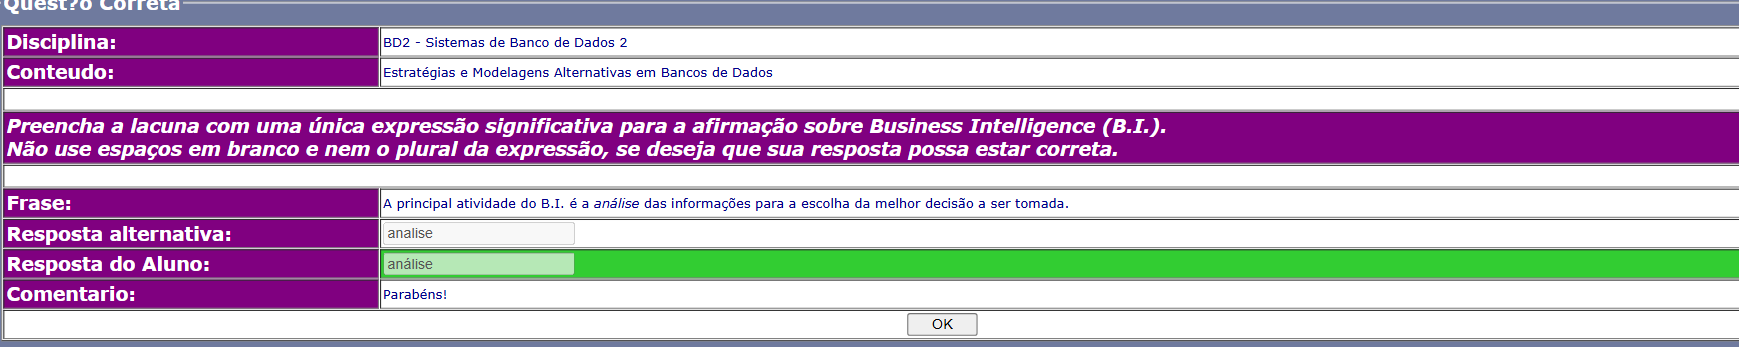 Quest?o Correta
Disciplina: BD2 - Sistemas de Banco de Dados 2
Conteudo: Estratégias e Modelagens Alternativas em Bancos de Dados
Preencha a lacuna com uma única expressão significativa para a afirmação sobre Business Intelligence (B.I.).
Não use espaços em branco e nem o plural da expressão, se deseja que sua resposta possa estar correta.
Frase: A principal atividade do B.I. é a análise das informações para a escolha da melhor decisão a ser tomada.
Resposta alternativa: analise
Resposta do Aluno: análise
Comentario: Parabéns!
OK